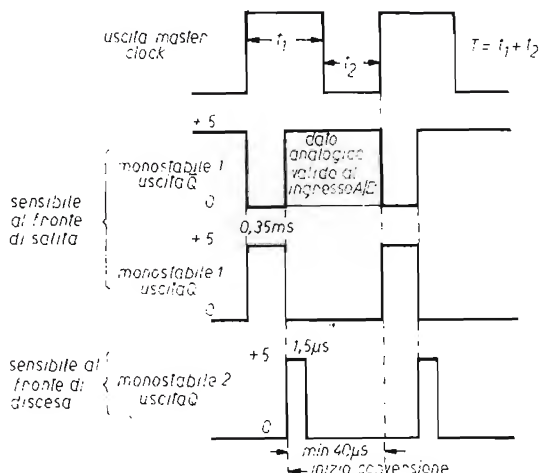 uscita master
clock
t1
t2
T = t1 + t2
+ 5
monostabile 1
uscita Q̅
0
dato
analogico
valido al
ingresso A/D
sensibile
al fronte
di salita
0,35ms
+ 5
monostabile 1
uscita Q
0
sensibile al
fronte di
discesa
+ 5
1,5µs
monostabile 2
uscita Q
0
min 40µs
inizio conversione